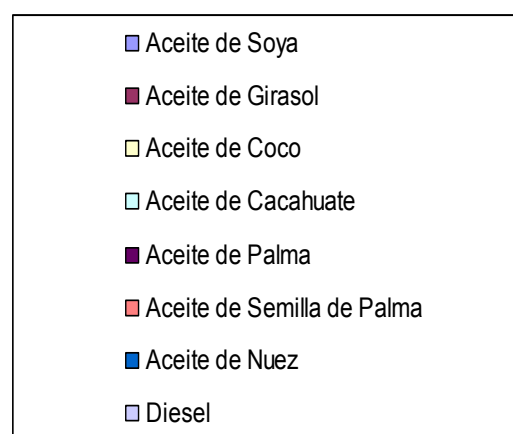 Aceite de Soya
Aceite de Girasol
Aceite de Coco
Aceite de Cacahuate
Aceite de Palma
Aceite de Semilla de Palma
Aceite de Nuez
Diesel